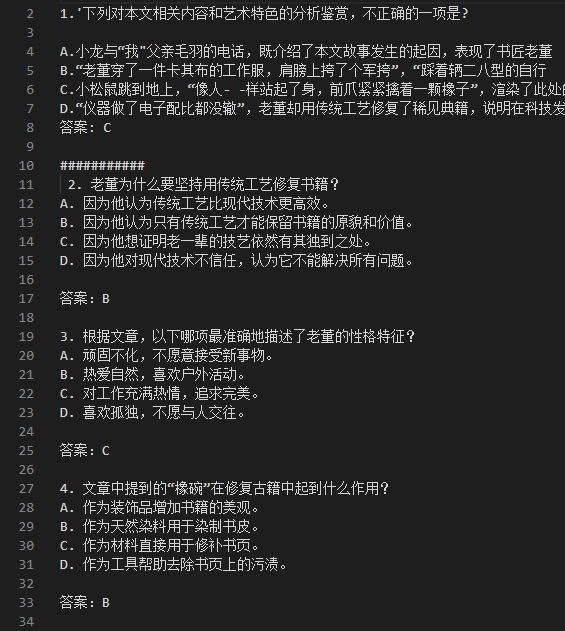 2 1.'下列对本文相关内容和艺术特色的分析鉴赏，不正确的一项是?
3
4 A.小龙与“我"父亲毛羽的电话，既介绍了本文故事发生的起因，表现了书匠老董
5 B.“老董穿了一件卡其布的工作服，肩膀上挎了个军挎”，“踩着辆二八型的自行
6 C.小松鼠跳到地上，“像人- -样站起了身，前爪紧紧擒着一颗橡子”，渲染了此处的
7 D.“仪器做了电子配比都没辙”，老董却用传统工艺修复了稀见典籍，说明在科技发
8 答案: C
9
10 ###########
11 2. 老董为什么要坚持用传统工艺修复书籍？
12 A. 因为他认为传统工艺比现代技术更高效。
13 B. 因为他认为只有传统工艺才能保留书籍的原貌和价值。
14 C. 因为他想证明老一辈的技艺依然有其独到之处。
15 D. 因为他对现代技术不信任，认为它不能解决所有问题。
16
17 答案：B
18
19 3. 根据文章，以下哪项最准确地描述了老董的性格特征？
20 A. 顽固不化，不愿意接受新事物。
21 B. 热爱自然，喜欢户外活动。
22 C. 对工作充满热情，追求完美。
23 D. 喜欢孤独，不愿与人交往。
24
25 答案：C
26
27 4. 文章中提到的“橡碗”在修复古籍中起到什么作用？
28 A. 作为装饰品增加书籍的美观。
29 B. 作为天然染料用于染制书皮。
30 C. 作为材料直接用于修补书页。
31 D. 作为工具帮助去除书页上的污渍。
32
33 答案：B
34